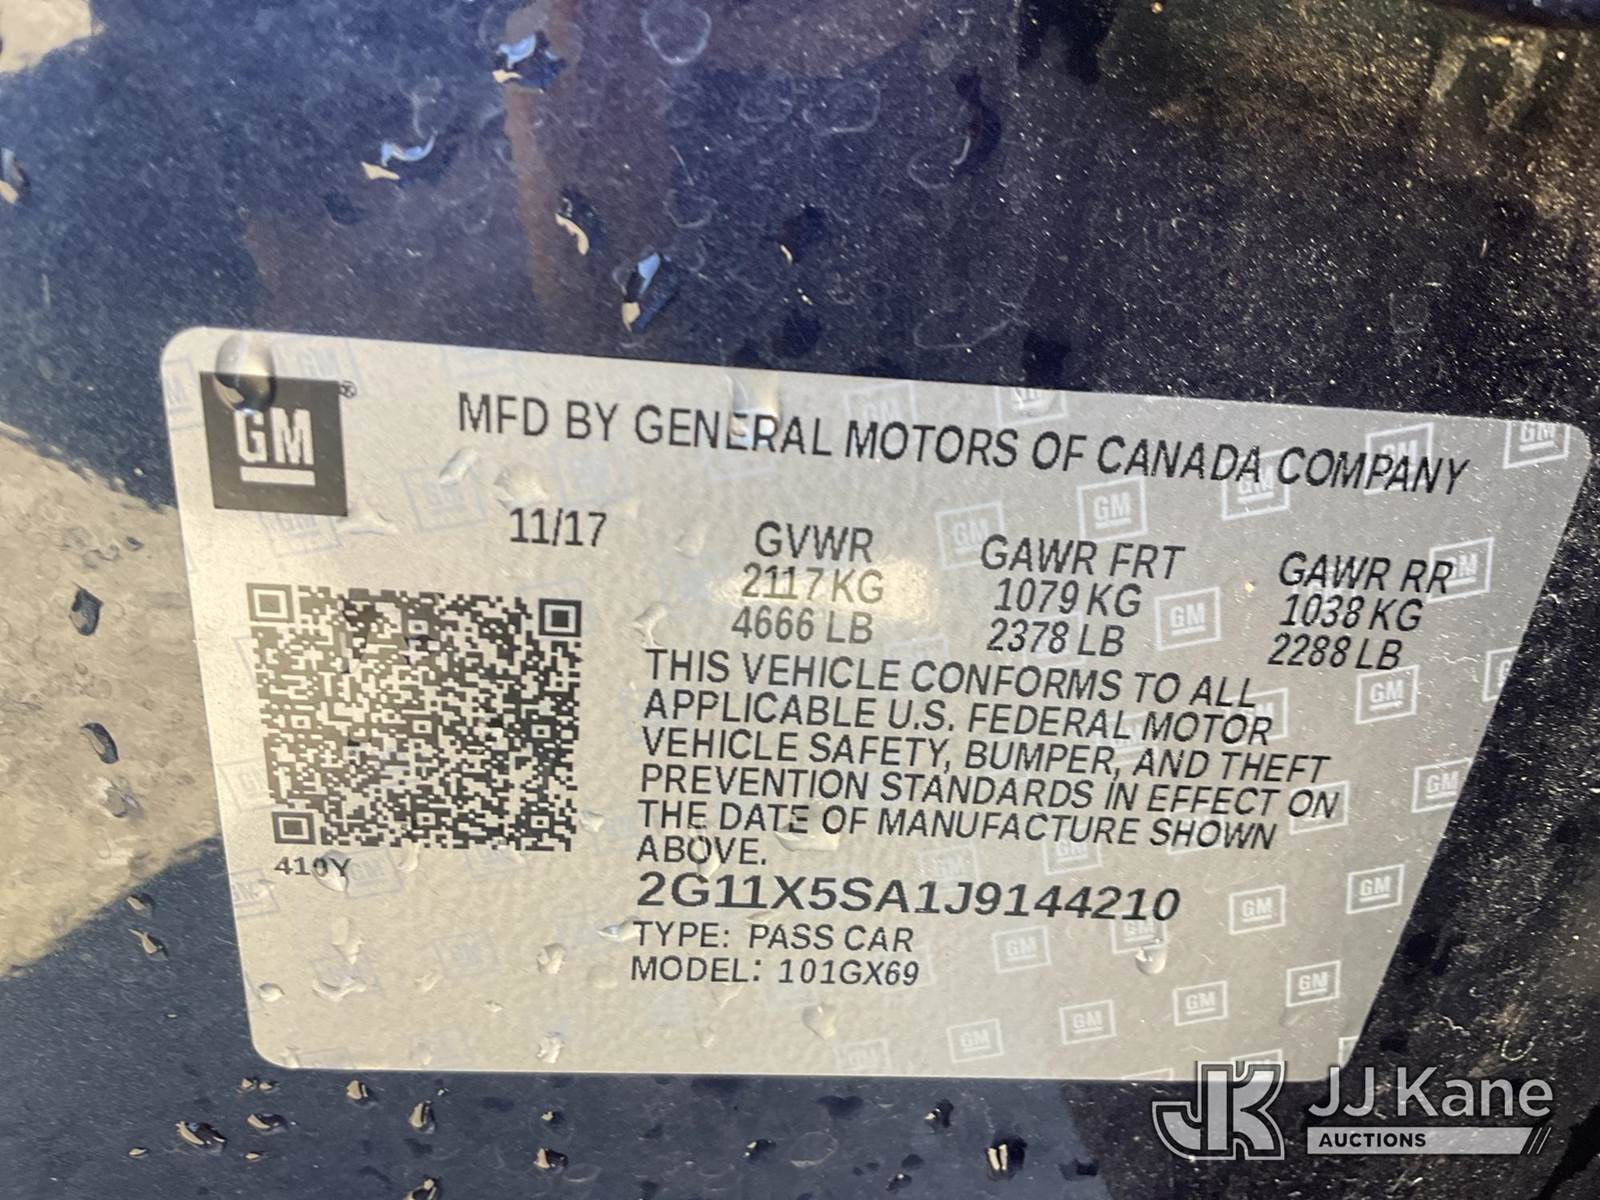 GM®
MFD BY GENERAL MOTORS OF CANADA COMPANY
11/17
GVWR
2117 KG
4666 LB
GAWR FRT
1079 KG
2378 LB
GAWR RR
1038 KG
2288 LB
THIS VEHICLE CONFORMS TO ALL
APPLICABLE U.S. FEDERAL MOTOR
VEHICLE SAFETY, BUMPER, AND THEFT
PREVENTION STANDARDS IN EFFECT ON
THE DATE OF MANUFACTURE SHOWN
ABOVE.
410Y
2G11X5SA1J9144210
TYPE: PASS CAR
MODEL: 101GX69
JK JJ Kane
AUCTIONS